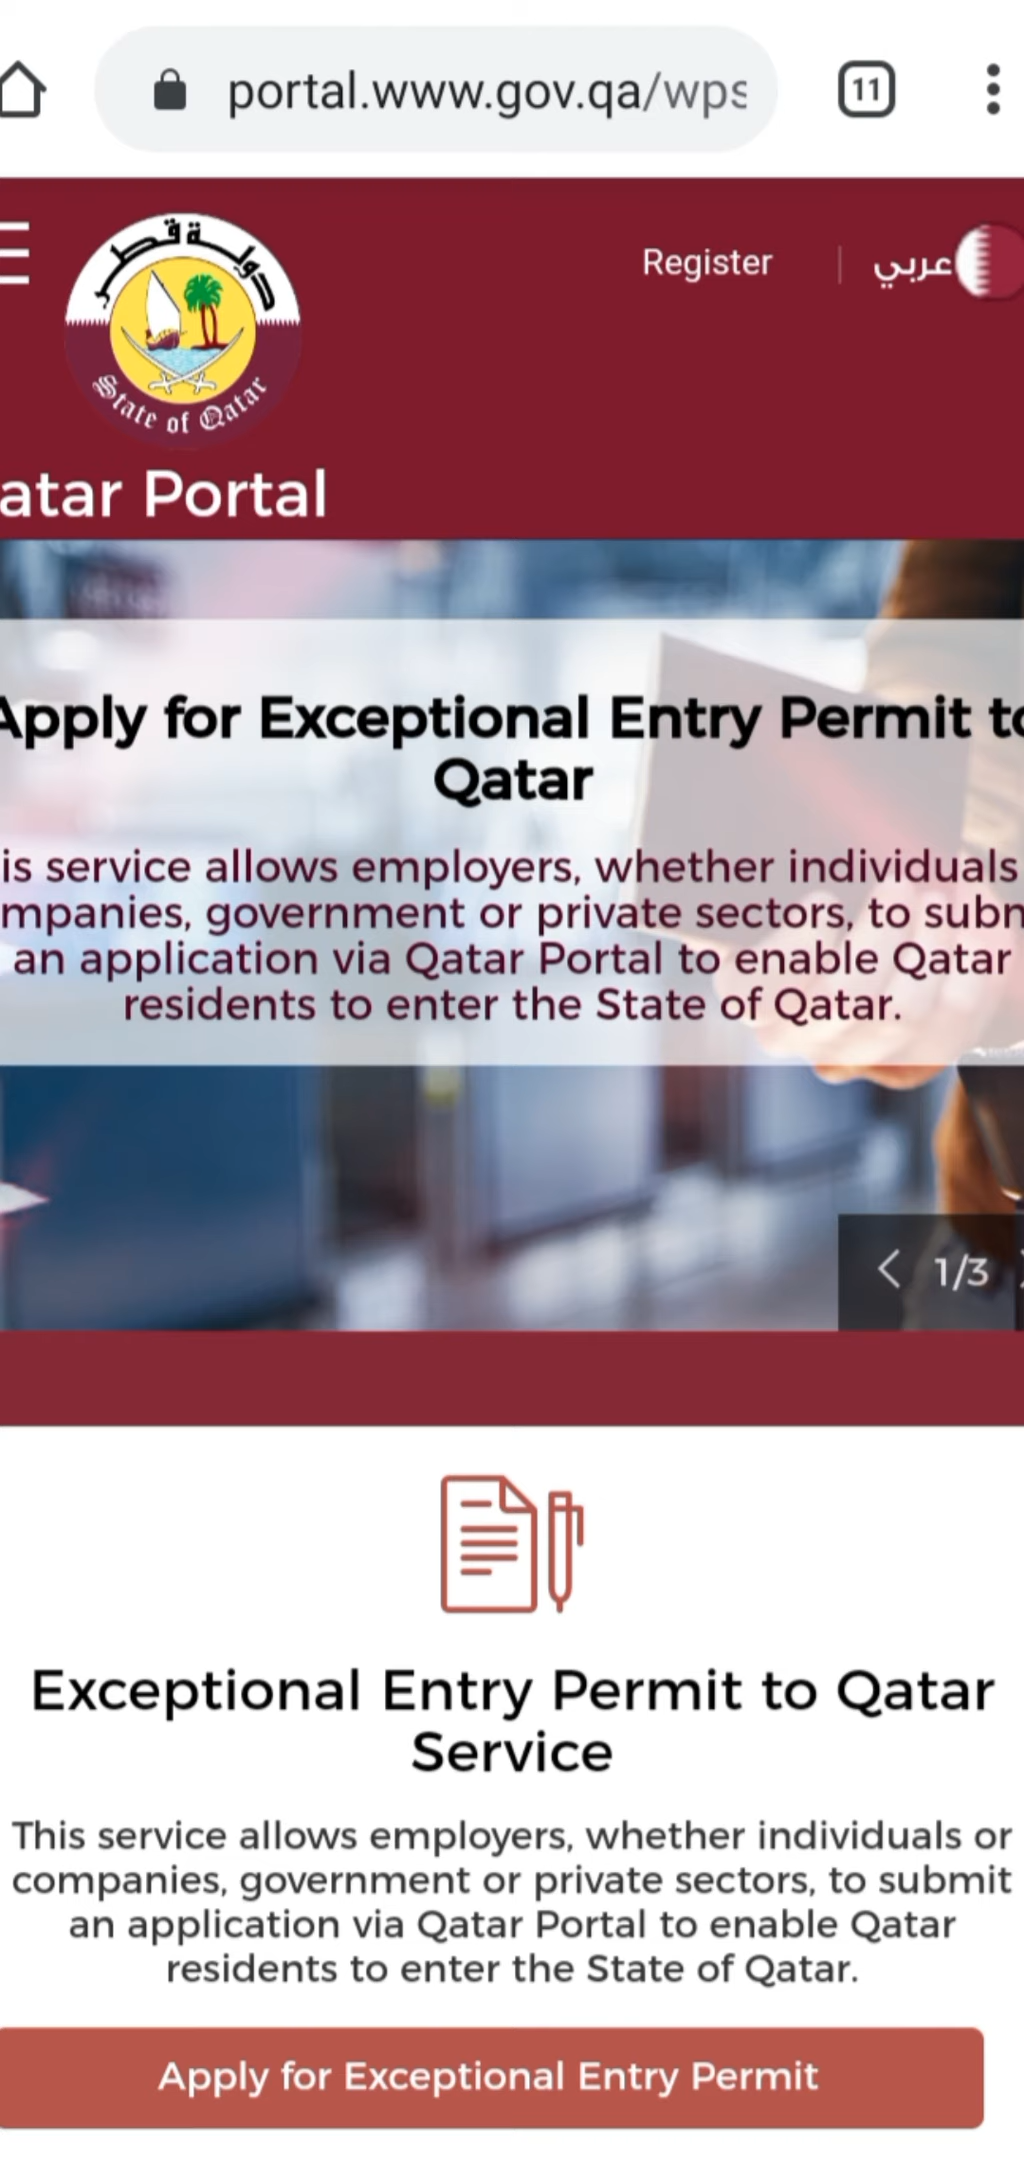 portal.www.gov.qa/wps
11
دولة قطر
State of Qatar
Register
عربي
atar Portal
Apply for Exceptional Entry Permit to
Qatar
is service allows employers, whether individuals
mpanies, government or private sectors, to subm
an application via Qatar Portal to enable Qatar
residents to enter the State of Qatar.
1/3
Exceptional Entry Permit to Qatar
Service
This service allows employers, whether individuals or
companies, government or private sectors, to submit
an application via Qatar Portal to enable Qatar
residents to enter the State of Qatar.
Apply for Exceptional Entry Permit